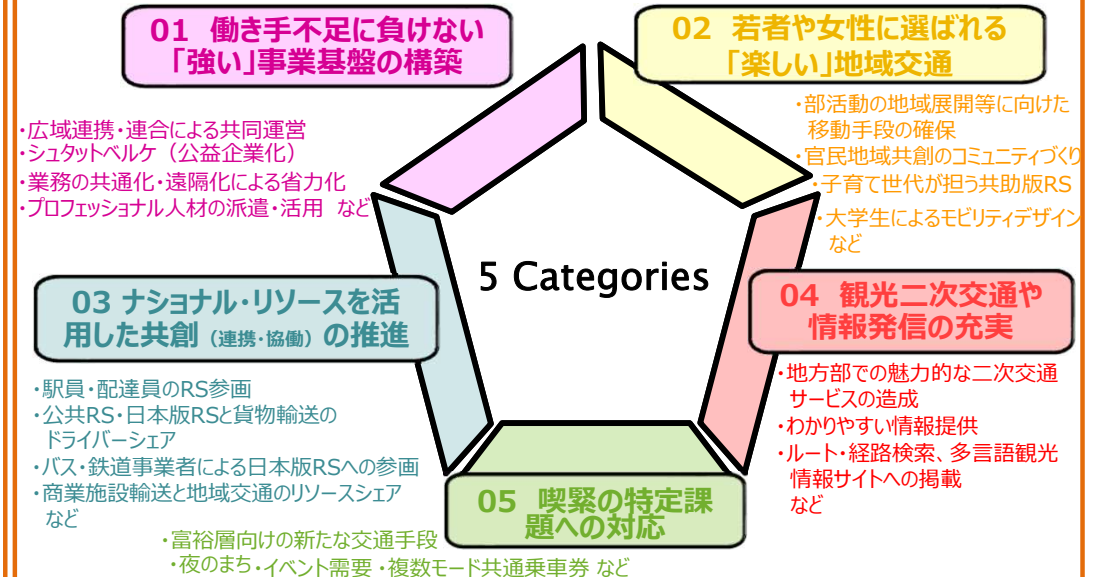 01 働き手不足に負けない
「強い」事業基盤の構築
・広域連携・連合による共同運営
・シュタットベルケ（公益企業化）
・業務の共通化・遠隔化による省力化
・プロフェッショナル人材の派遣・活用 など
02 若者や女性に選ばれる
「楽しい」地域交通
・部活動の地域展開等に向けた
移動手段の確保
・官民地域共創のコミュニティづくり
・子育て世代が担う共助版RS
・大学生によるモビリティデザイン
など
5 Categories
03 ナショナル・リソースを活
用した共創（連携・協働）の推進
・駅員・配達員のRS参画
・公共RS・日本版RSと貨物輸送の
ドライバーシェア
・バス・鉄道事業者による日本版RSへの参画
・商業施設輸送と地域交通のリソースシェア
など
04 観光二次交通や
情報発信の充実
・地方部での魅力的な二次交通
サービスの造成
・わかりやすい情報提供
・ルート・経路検索、多言語観光
情報サイトへの掲載
など
05 喫緊の特定課
題への対応
・富裕層向けの新たな交通手段
・夜のまち・イベント需要・複数モード共通乗車券 など